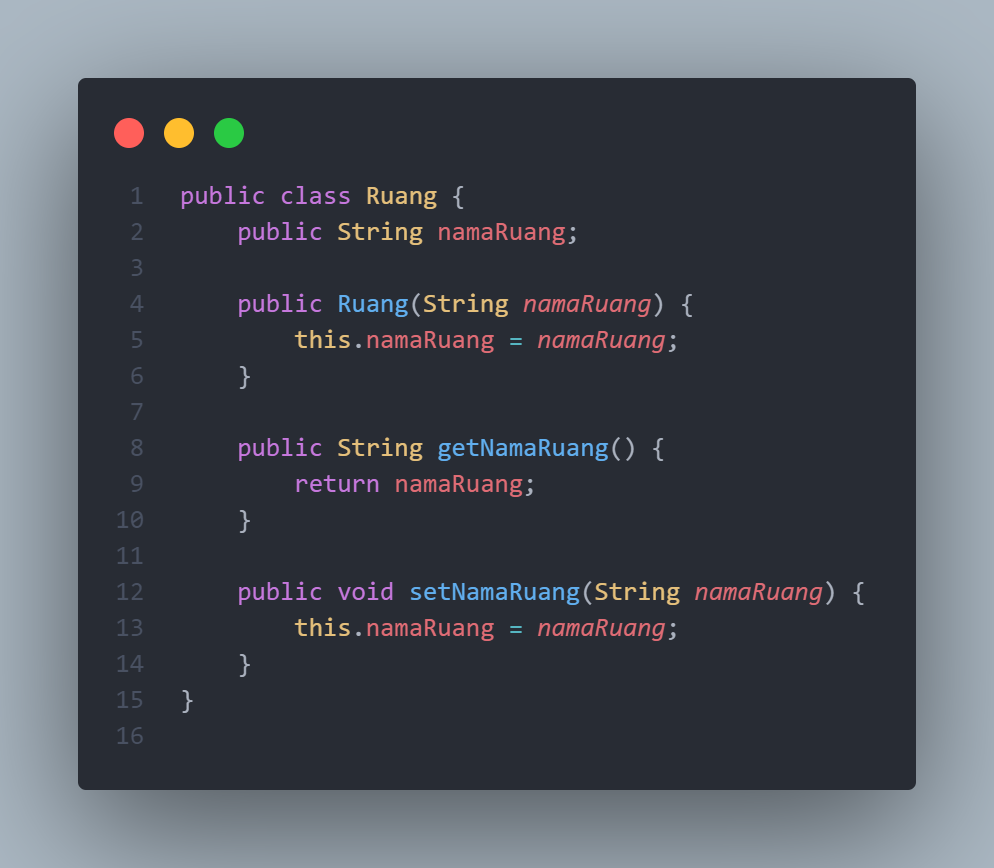 1 public class Ruang {
2     public String namaRuang;
3
4     public Ruang(String namaRuang) {
5         this.namaRuang = namaRuang;
6     }
7
8     public String getNamaRuang() {
9         return namaRuang;
10     }
11
12     public void setNamaRuang(String namaRuang) {
13         this.namaRuang = namaRuang;
14     }
15 }
16